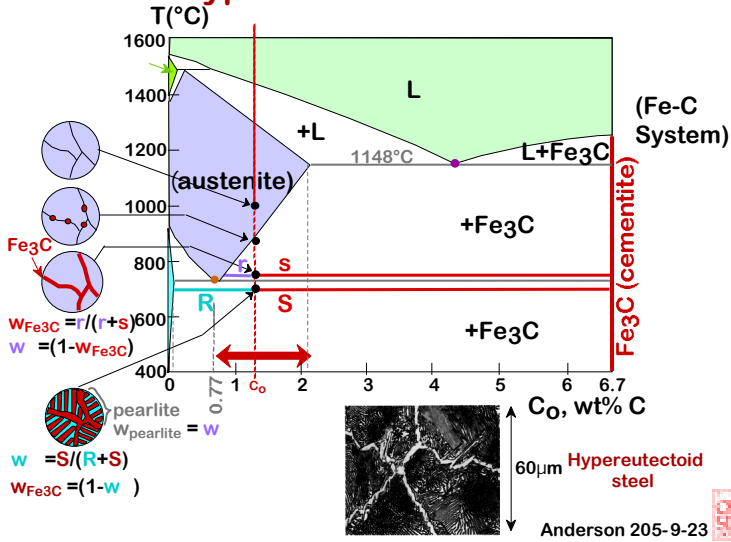 T(°C)
1600
1400
1200
1000
800
600
400
0
1
2
3
4
5
6
6.7
0.77
Co
Co, wt% C
L
+L
1148°C
L+Fe3C
(austenite)
+Fe3C
+Fe3C
r
s
R
S
Fe3C (cementite)
(Fe-C
System)
Fe3C
wFe3C =r/(r+s)
w =(1-wFe3C)
pearlite
wpearlite = w
w =S/(R+S)
wFe3C =(1-w )
60μm
Hypereutectoid
steel
Anderson 205-9-23